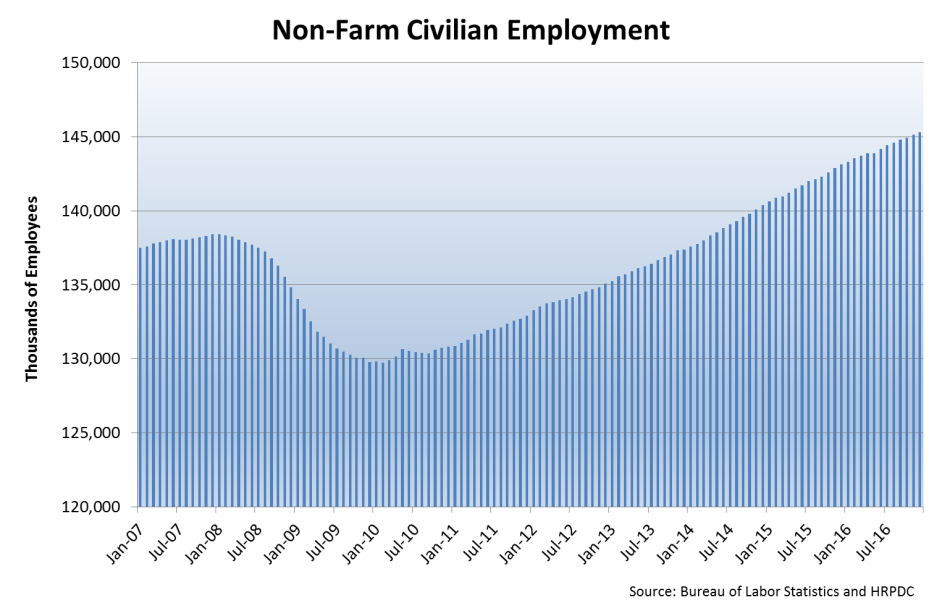 Non-Farm Civilian Employment
Thousands of Employees
150,000
145,000
140,000
135,000
130,000
125,000
120,000
Jan-07
Jul-07
Jan-08
Jul-08
Jan-09
Jul-09
Jan-10
Jul-10
Jan-11
Jul-11
Jan-12
Jul-12
Jan-13
Jul-13
Jan-14
Jul-14
Jan-15
Jul-15
Jan-16
Jul-16
Source: Bureau of Labor Statistics and HRPDC